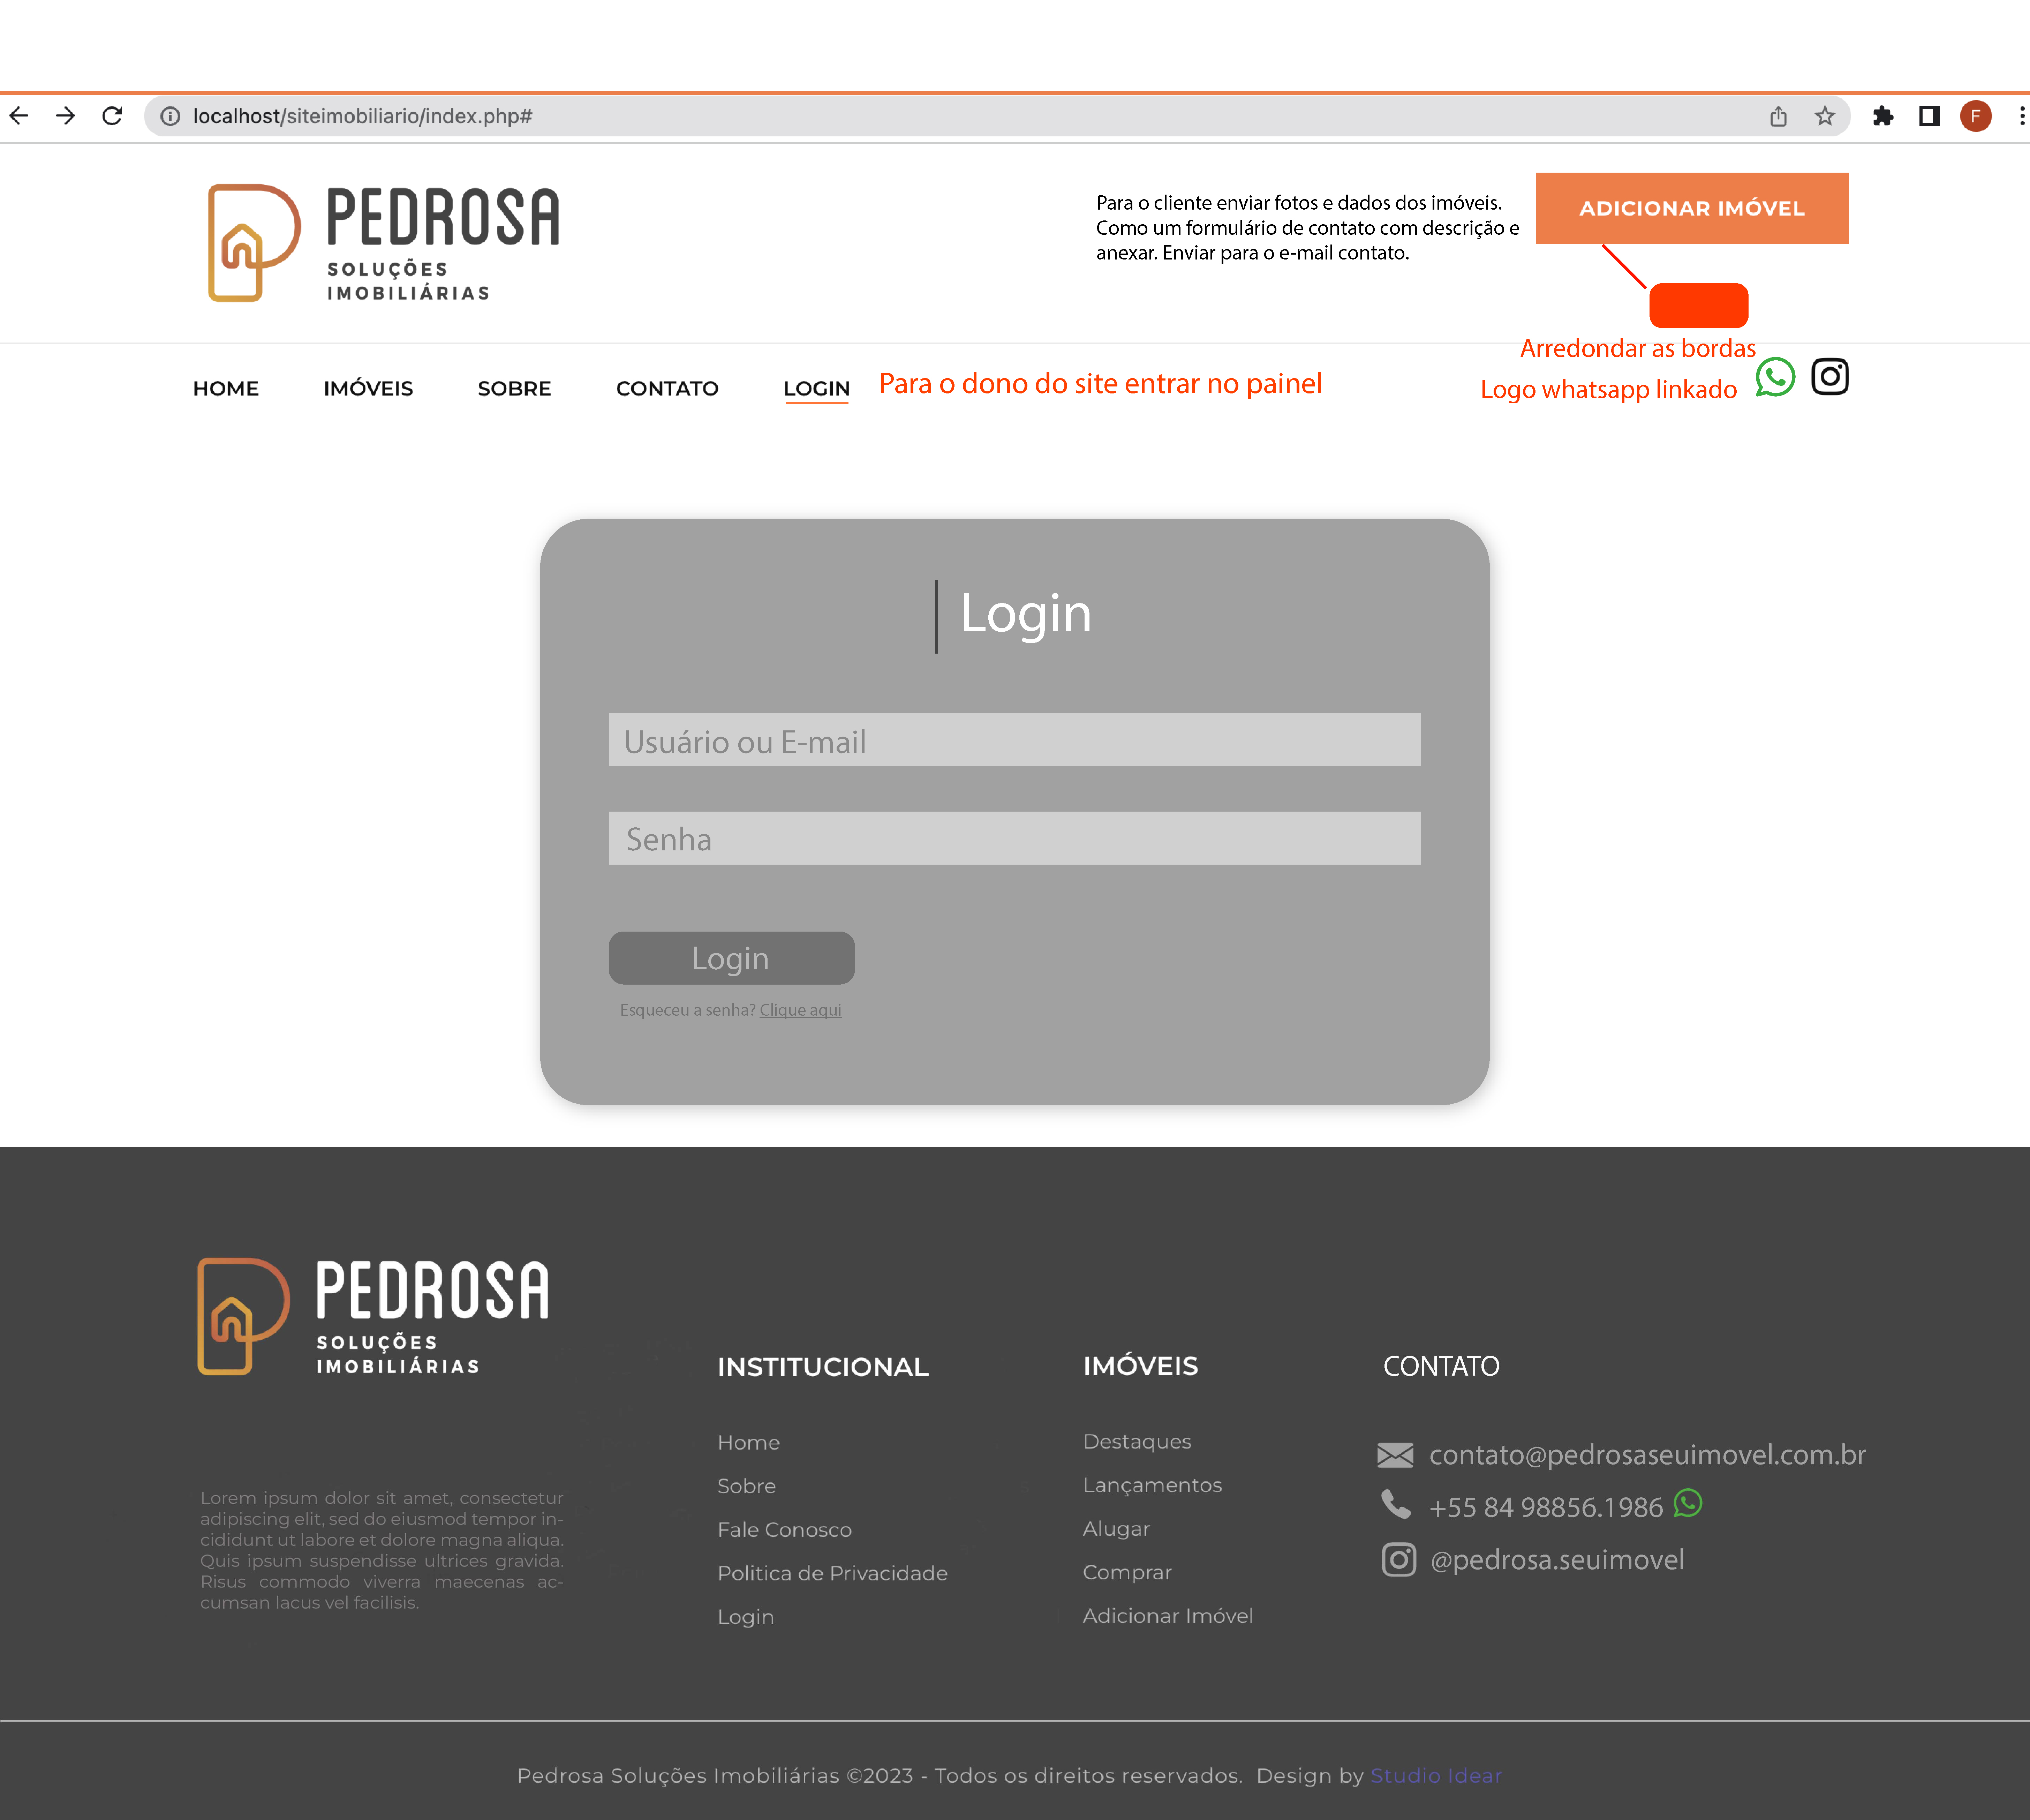 localhost/siteimobiliario/index.php#
F
PEDROSA
SOLUÇÕES
IMOBILIÁRIAS
Para o cliente enviar fotos e dados dos imóveis.
Como um formulário de contato com descrição e
anexar. Enviar para o e-mail contato.
ADICIONAR IMÓVEL
Arredondar as bordas
HOME IMÓVEIS SOBRE CONTATO LOGIN Para o dono do site entrar no painel
Logo whatsapp linkado
Login
Usuário ou E-mail
Senha
Login
Esqueceu a senha? Clique aqui
PEDROSA
SOLUÇÕES
IMOBILIÁRIAS
Lorem ipsum dolor sit amet, consectetur
adipiscing elit, sed do eiusmod tempor in-
cididunt ut labore et dolore magna aliqua.
Quis ipsum suspendisse ultrices gravida.
Risus commodo viverra maecenas ac-
cumsan lacus vel facilisis.
INSTITUCIONAL
Home
Sobre
Fale Conosco
Politica de Privacidade
Login
IMÓVEIS
Destaques
Lançamentos
Alugar
Comprar
Adicionar Imóvel
CONTATO
contato@pedrosaseuimovel.com.br
+55 84 98856.1986
@pedrosa.seuimovel
Pedrosa Soluções Imobiliárias ©2023 - Todos os direitos reservados. Design by Studio Idear